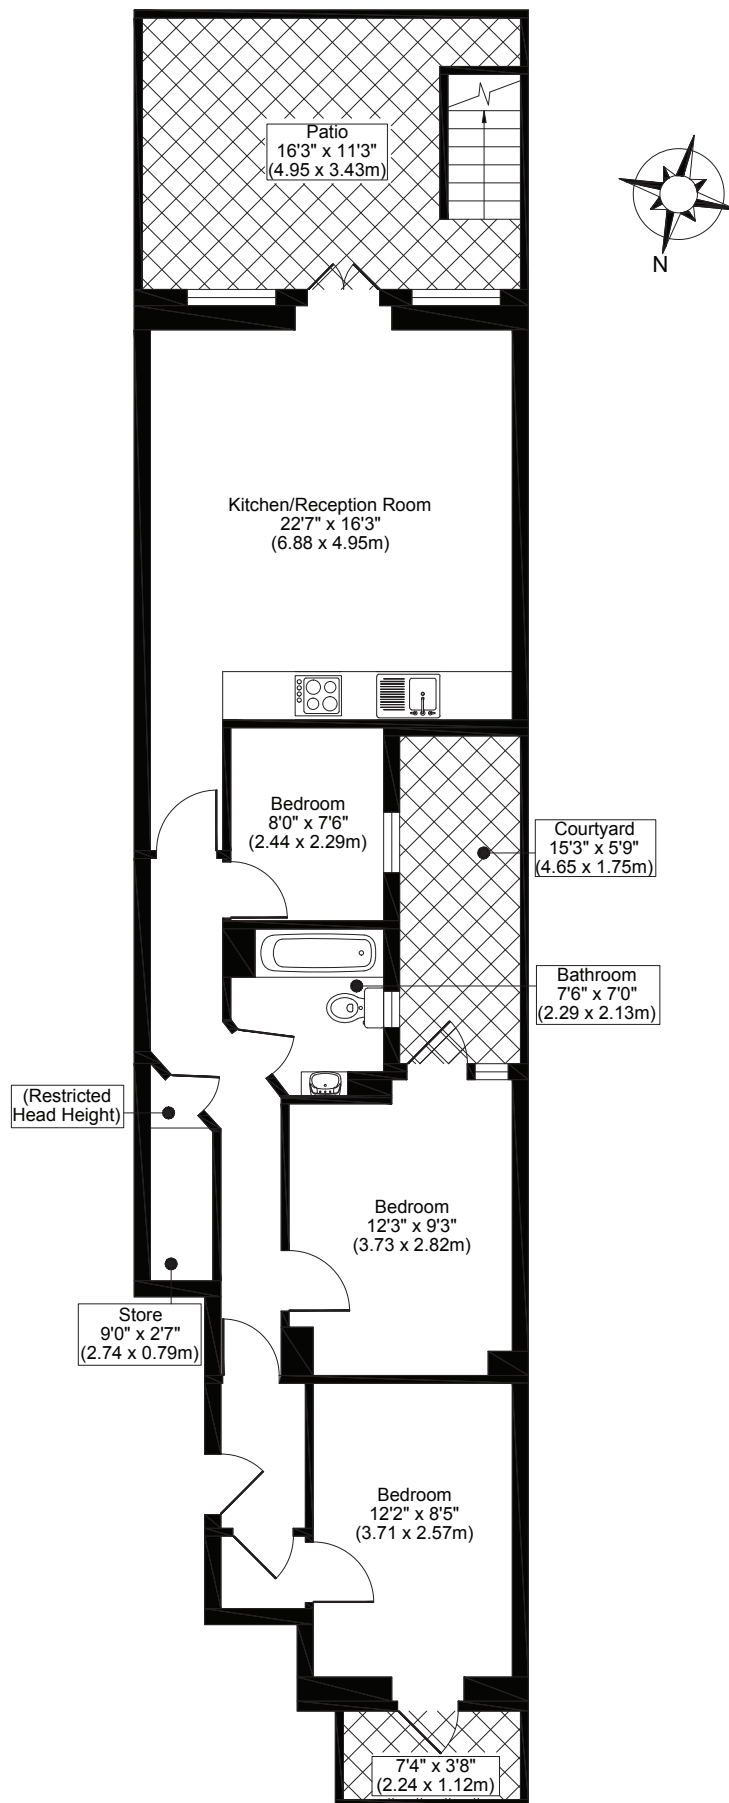 Patio
16'3" x 11'3"
(4.95 x 3.43m)
N
Kitchen/Reception Room
22'7" x 16'3"
(6.88 x 4.95m)
Bedroom
8'0" x 7'6"
(2.44 x 2.29m)
Courtyard
15'3" x 5'9"
(4.65 x 1.75m)
Bathroom
7'6" x 7'0"
(2.29 x 2.13m)
(Restricted
Head Height)
Bedroom
12'3" x 9'3"
(3.73 x 2.82m)
Store
9'0" x 2'7"
(2.74 x 0.79m)
Bedroom
12'2" x 8'5"
(3.71 x 2.57m)
7'4" x 3'8"
(2.24 x 1.12m)